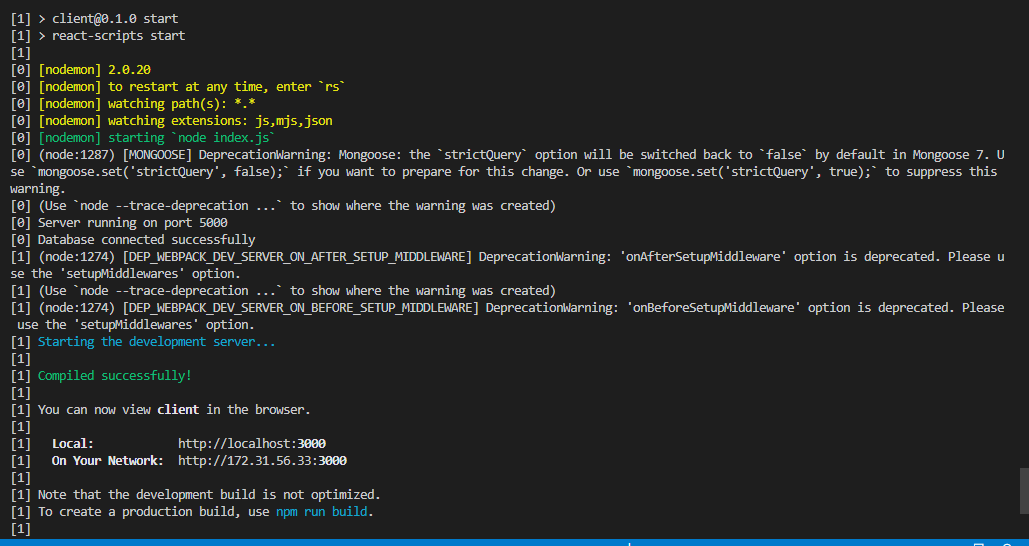 [1] > client@0.1.0 start
[1] > react-scripts start
[1]
[0] [nodemon] 2.0.20
[0] [nodemon] to restart at any time, enter `rs`
[0] [nodemon] watching path(s): *.*
[0] [nodemon] watching extensions: js,mjs,json
[0] [nodemon] starting `node index.js`
[0] (node:1287) [MONGOOSE] DeprecationWarning: Mongoose: the `strictQuery` option will be switched back to `false` by default in Mongoose 7. U
se `mongoose.set('strictQuery', false);` if you want to prepare for this change. Or use `mongoose.set('strictQuery', true);` to suppress this
warning.
[0] (Use `node --trace-deprecation ...` to show where the warning was created)
[0] Server running on port 5000
[0] Database connected successfully
[1] (node:1274) [DEP_WEBPACK_DEV_SERVER_ON_AFTER_SETUP_MIDDLEWARE] DeprecationWarning: 'onAfterSetupMiddleware' option is deprecated. Please u
se the 'setupMiddlewares' option.
[1] (Use `node --trace-deprecation ...` to show where the warning was created)
[1] (node:1274) [DEP_WEBPACK_DEV_SERVER_ON_BEFORE_SETUP_MIDDLEWARE] DeprecationWarning: 'onBeforeSetupMiddleware' option is deprecated. Please
 use the 'setupMiddlewares' option.
[1] Starting the development server...
[1]
[1] Compiled successfully!
[1]
[1] You can now view client in the browser.
[1]
[1]   Local:            http://localhost:3000
[1]   On Your Network:  http://172.31.56.33:3000
[1]
[1] Note that the development build is not optimized.
[1] To create a production build, use npm run build.
[1]